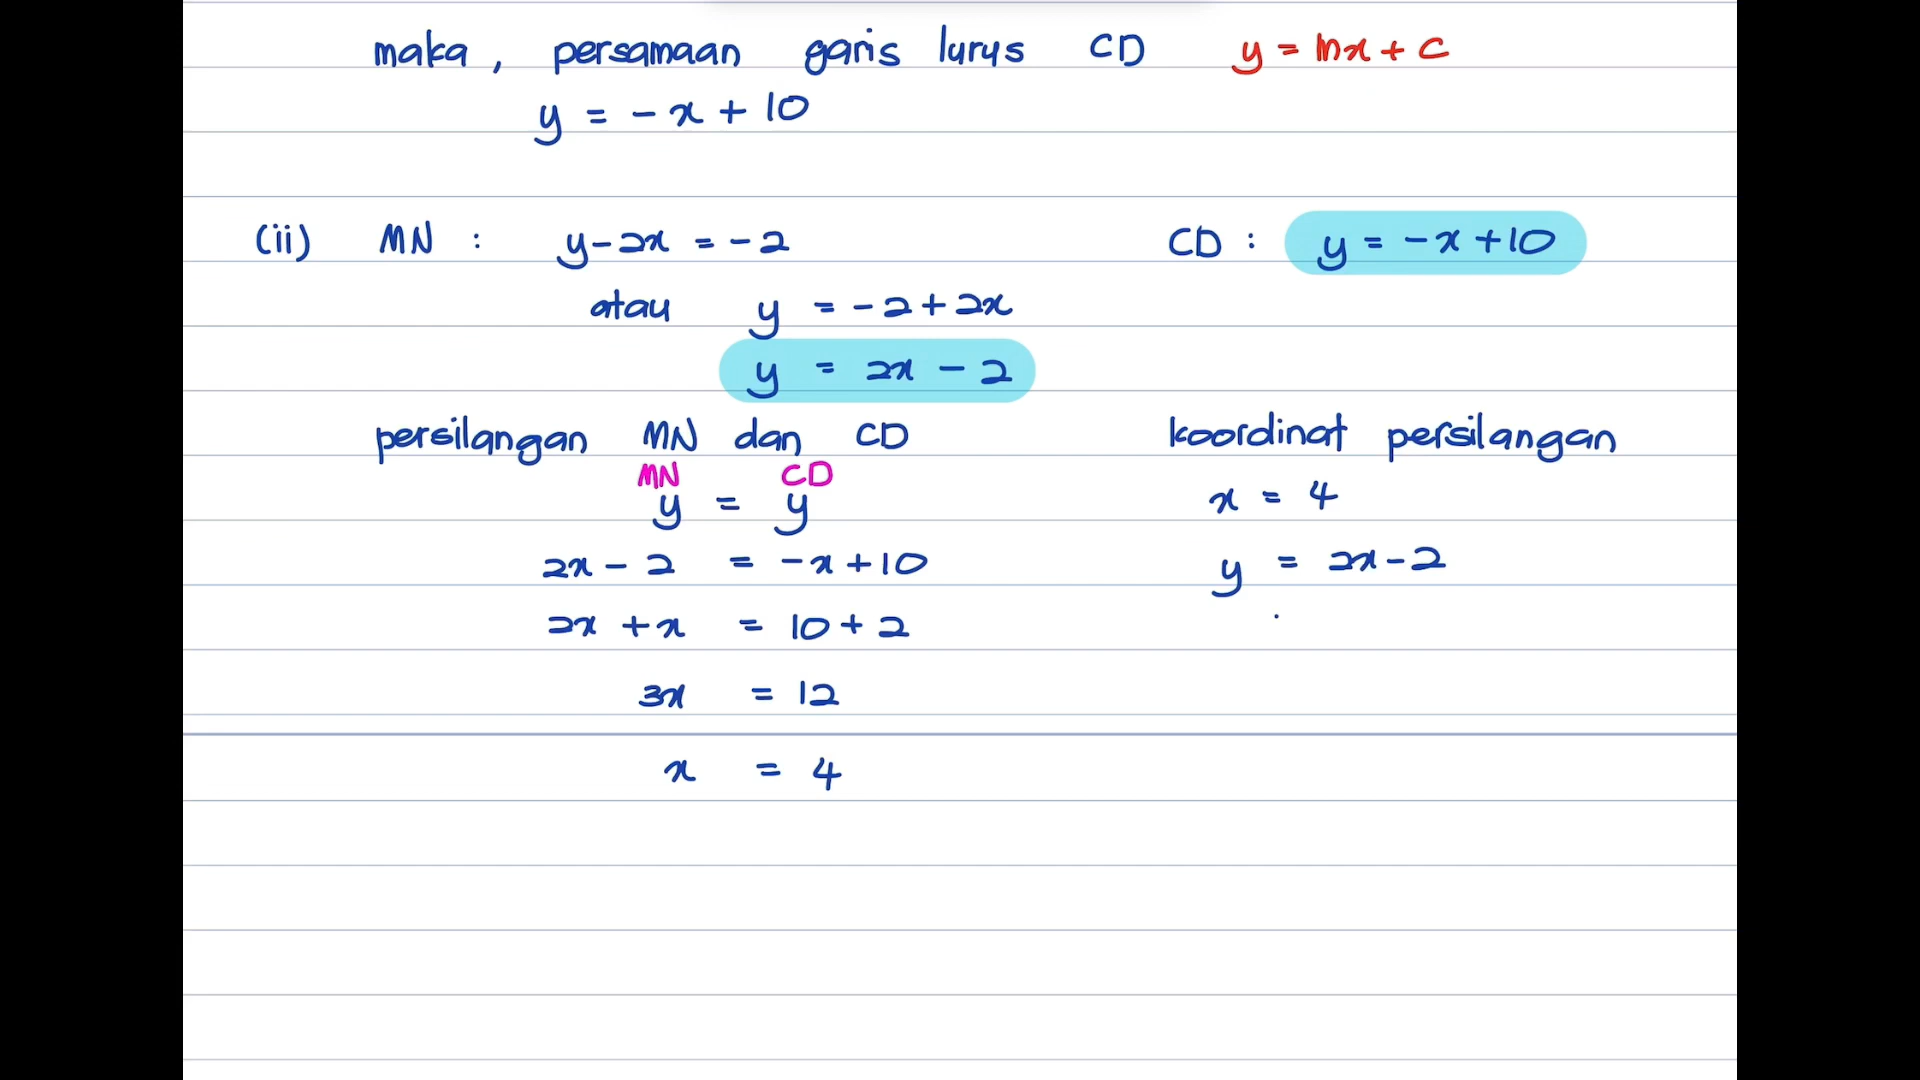 maka , persamaan garis lurus CD y = mx + c
y = - x + 10
(ii) MN : y - 2x = - 2 CD : y = - x + 10
atau y = - 2 + 2x
y = 2x - 2
persilangan MN dan CD
MN CD
y = y
2x - 2 = - x + 10
2x + x = 10 + 2
3x = 12
x = 4
koordinat persilangan
x = 4
y = 2x - 2